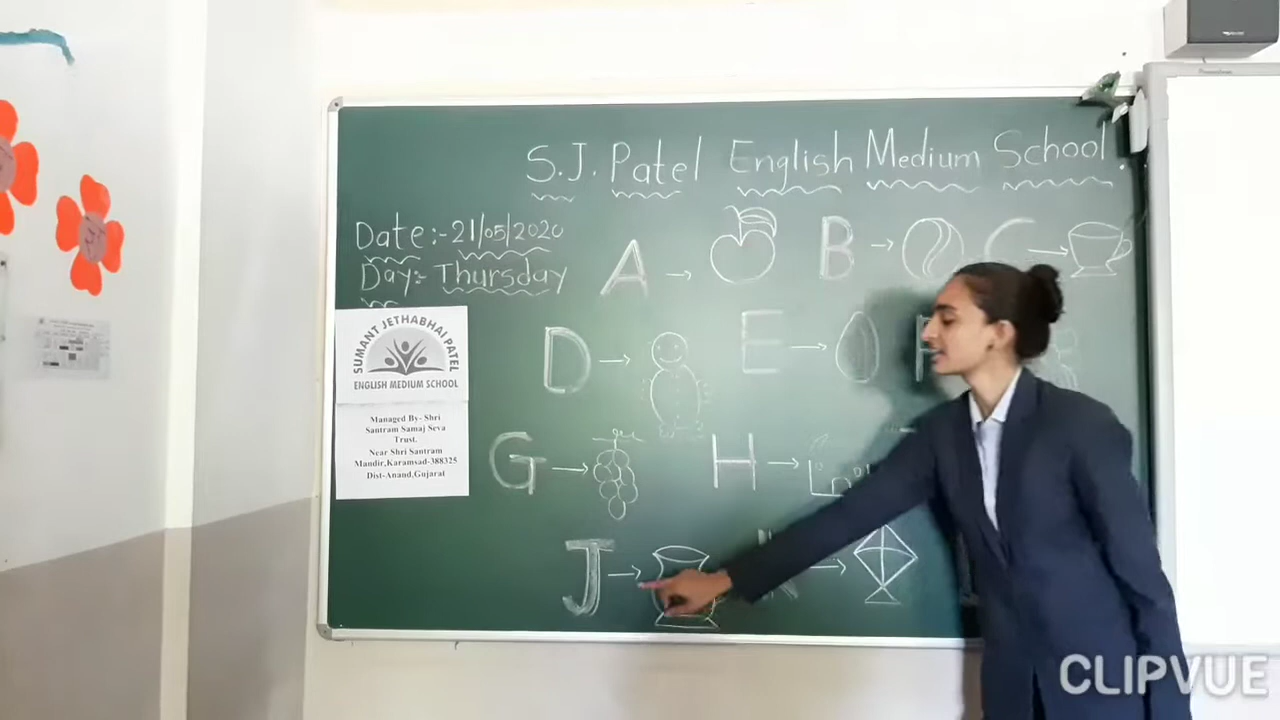 S.J. Patel English Medium School.
Date:-21/05/2020
Day:- Thursday
A → B → C →
D → E → F
G → H →
J → K →
SUMANT JETHABHAI PATEL
ENGLISH MEDIUM SCHOOL
Managed By- Shri
Santram Samaj Seva
Trust.
Near Shri Santram
Mandir,Karamsad-388325
Dist-Anand,Gujarat
CLIPVUE